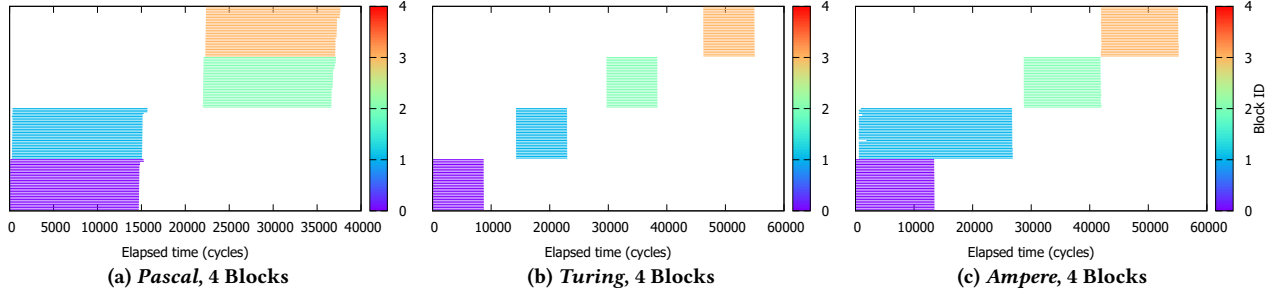 4
3
2
1
0
0 5000 10000 15000 20000 25000 30000 35000 40000
Elapsed time (cycles)
(a) Pascal, 4 Blocks
4
3
2
1
0
0 10000 20000 30000 40000 50000 60000
Elapsed time (cycles)
(b) Turing, 4 Blocks
4
3
2
1
0
Block ID
0 10000 20000 30000 40000 50000 60000
Elapsed time (cycles)
(c) Ampere, 4 Blocks